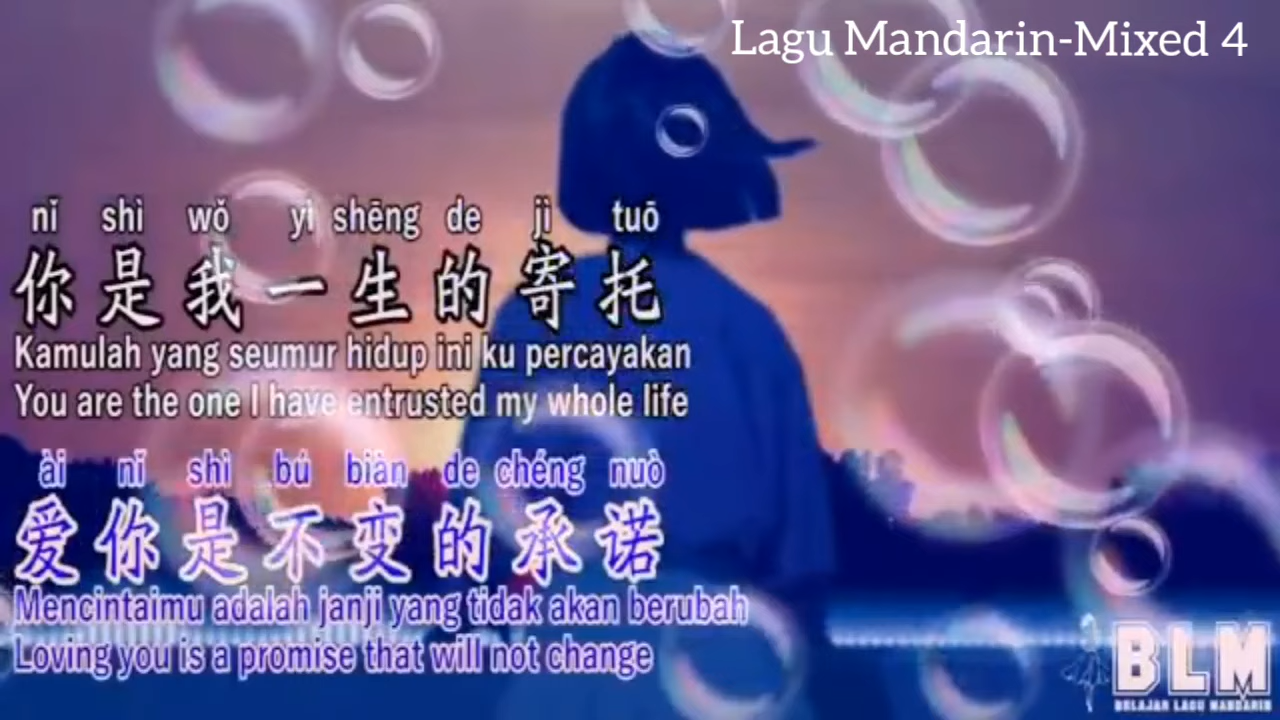 Lagu Mandarin-Mixed 4
nǐ shì wǒ yì shēng de jì tuō
你是我一生的寄托
Kamulah yang seumur hidup ini ku percayakan
You are the one I have entrusted my whole life
ài nǐ shì bú biàn de chéng nuò
爱你是不变的承诺
Mencintaimu adalah janji yang tidak akan berubah
Loving you is a promise that will not change
BLM
BELAJAR LAGU MANDARIN